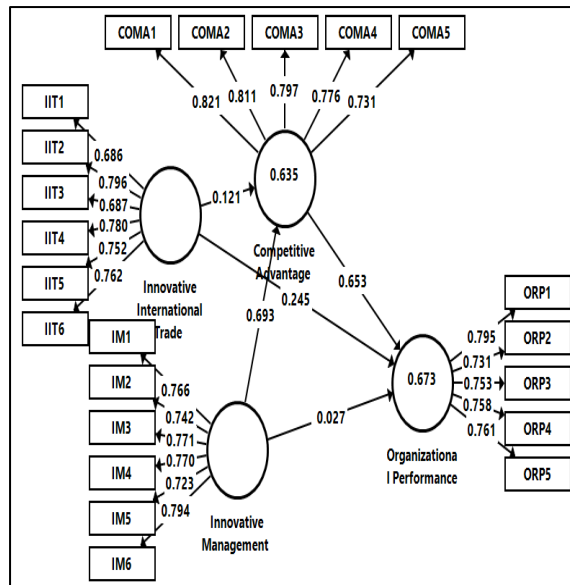 COMA1
COMA2
COMA3
COMA4
COMA5
0.821
0.811
0.797
0.776
0.731
IIT1
IIT2
IIT3
IIT4
IIT5
IIT6
0.686
0.796
0.687
0.780
0.752
0.762
Innovative
International
Trade
0.121
0.635
Competitive
Advantage
0.245
0.653
0.693
0.027
IM1
IM2
IM3
IM4
IM5
IM6
0.766
0.742
0.771
0.770
0.723
0.794
Innovative
Management
0.673
Organizationa
l Performance
0.795
0.731
0.753
0.758
0.761
ORP1
ORP2
ORP3
ORP4
ORP5